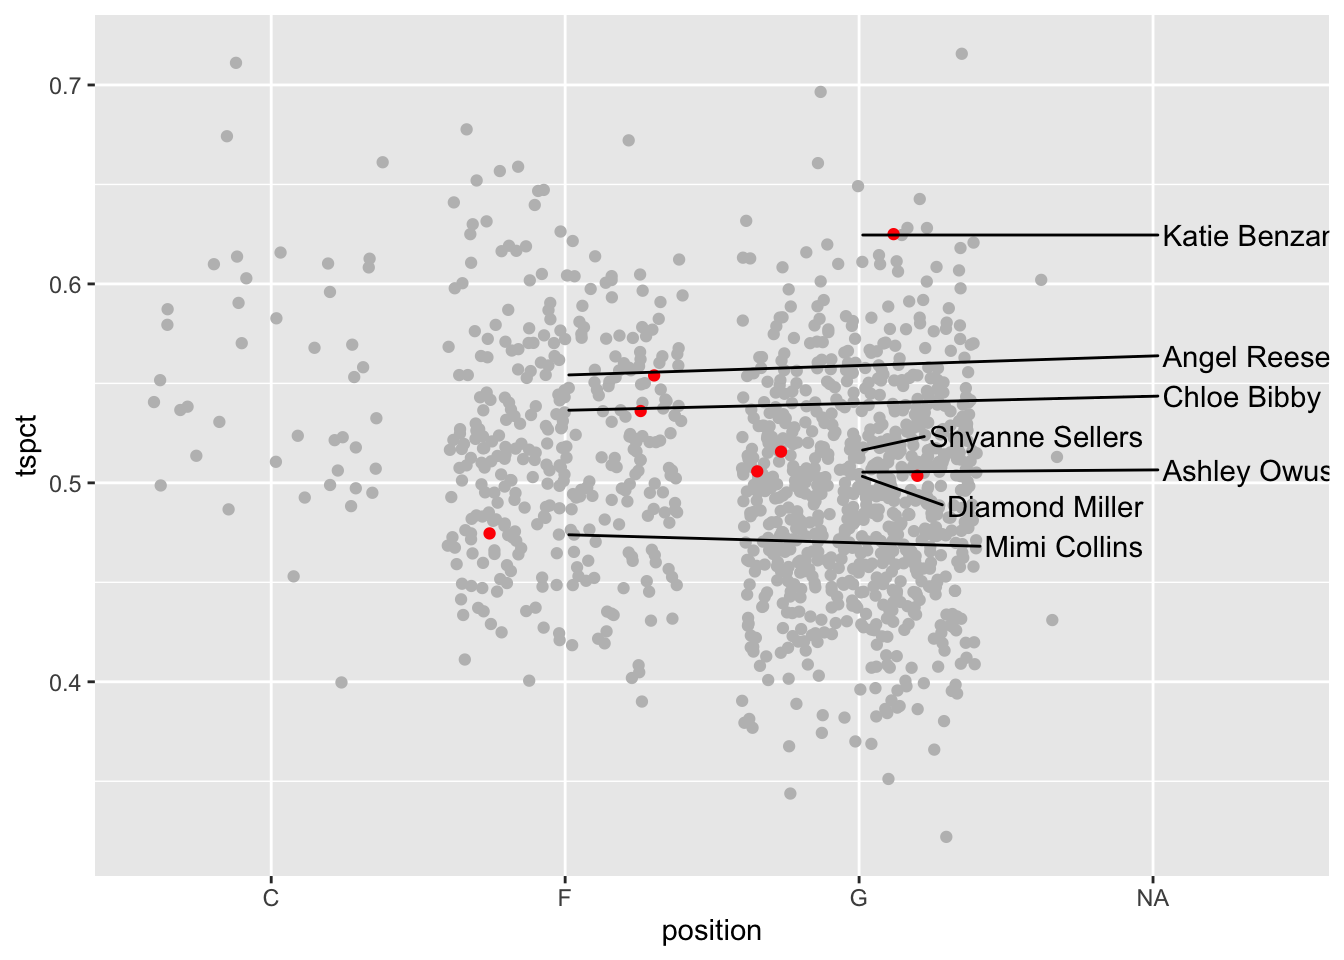 0.7
0.6
0.5
0.4
tspct
Katie Benzar
Angel Reese
Chloe Bibby
Shyanne Sellers
Ashley Owus
Diamond Miller
Mimi Collins
C F G NA
position